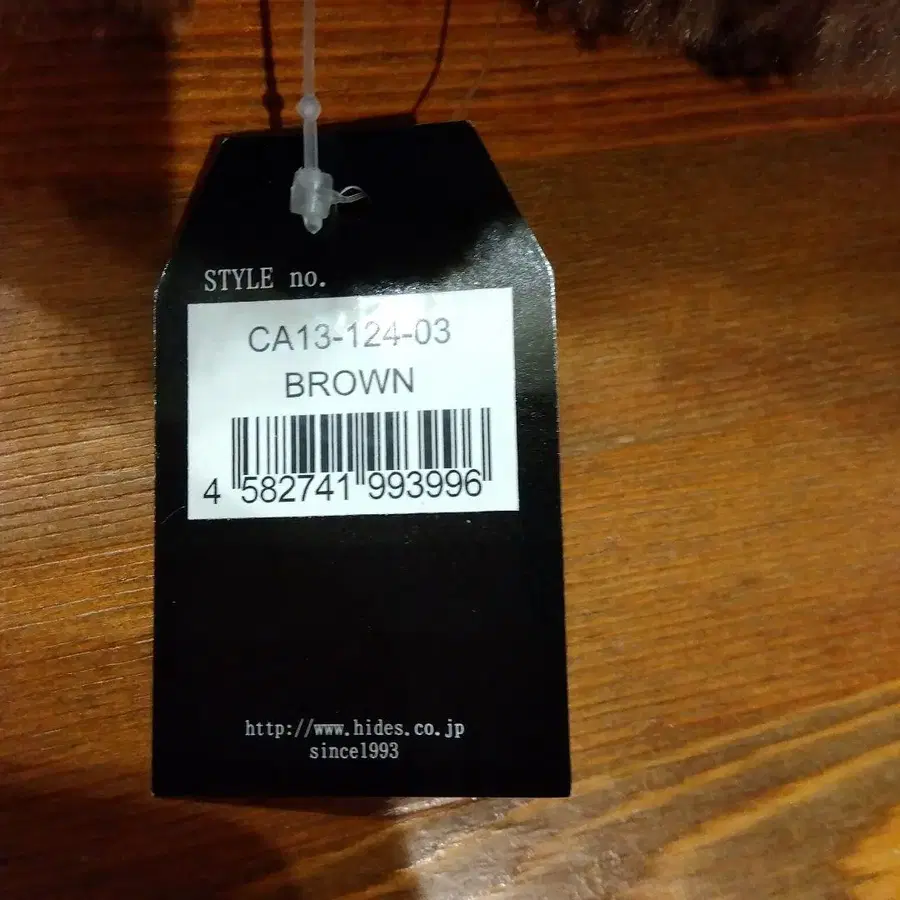 STYLE no.
CA13-124-03
BROWN
4 582741 993996
http://www.hides.co.jp
since1993